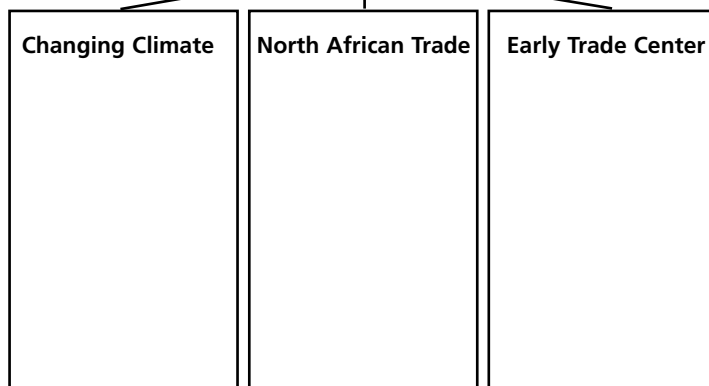 Changing Climate
North African Trade
Early Trade Center